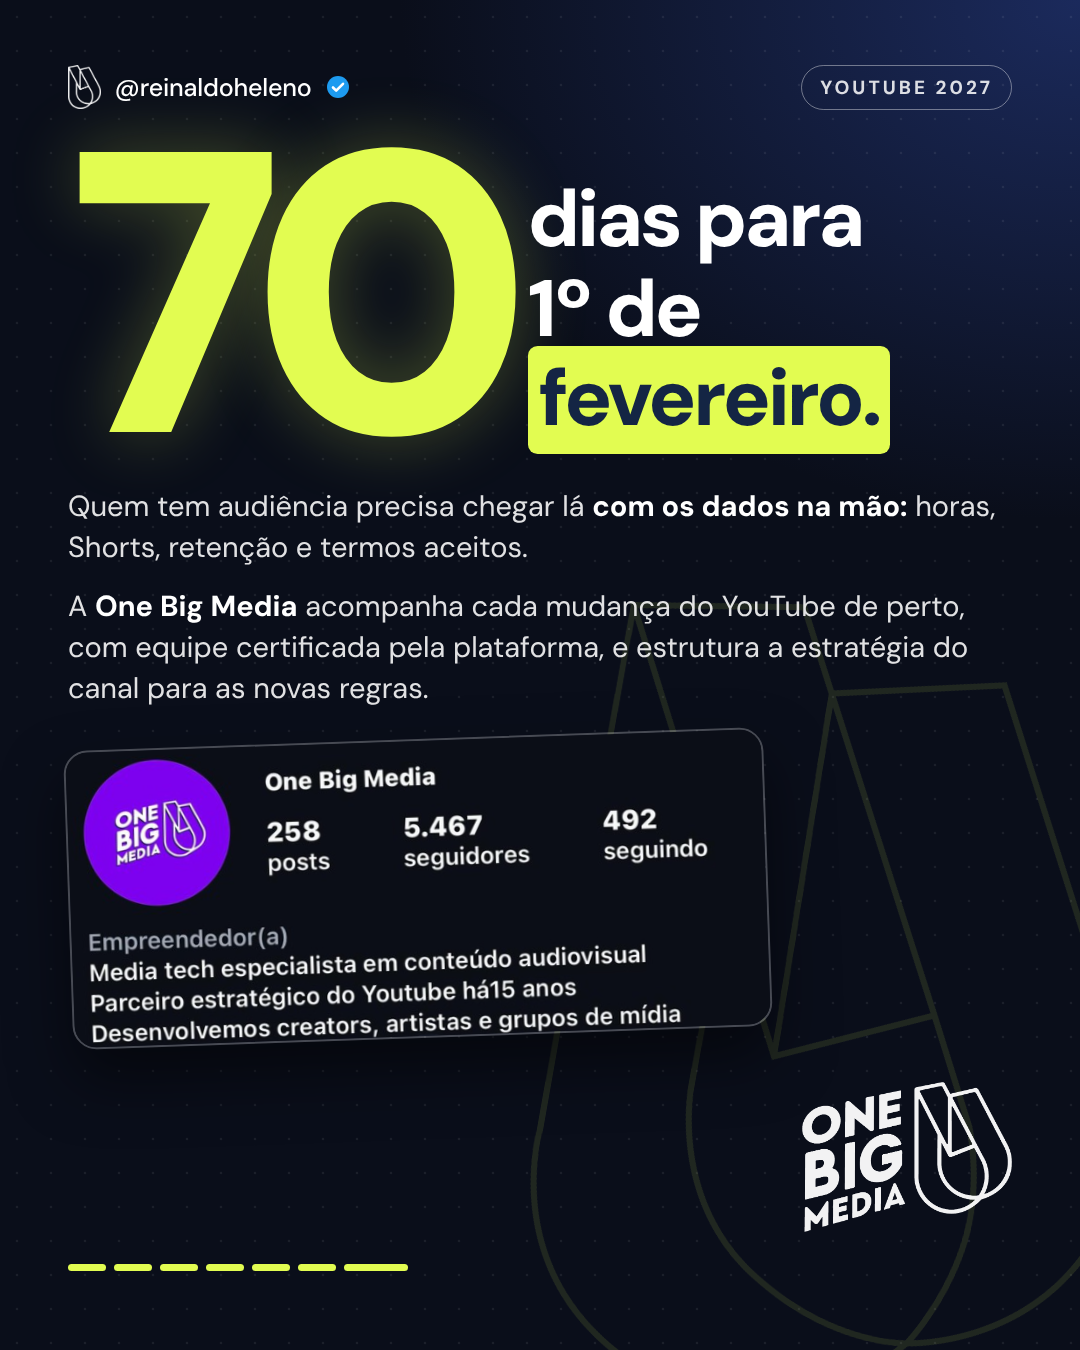 @reinaldoheleno
YOUTUBE 2027
70
dias para
1º de
fevereiro.
Quem tem audiência precisa chegar lá com os dados na mão: horas,
Shorts, retenção e termos aceitos.
A One Big Media acompanha cada mudança do YouTube de perto,
com equipe certificada pela plataforma, e estrutura a estratégia do
canal para as novas regras.
ONE
BIG
MEDIA
One Big Media
258 5.467 492
posts seguidores seguindo
Empreendedor(a)
Media tech especialista em conteúdo audiovisual
Parceiro estratégico do Youtube há15 anos
Desenvolvemos creators, artistas e grupos de mídia
ONE
BIG
MEDIA